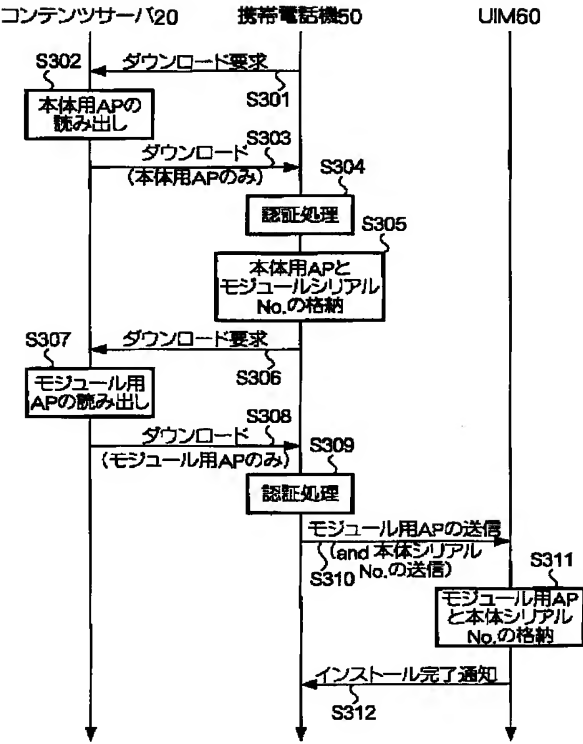 コンテンツサーバ20
携帯電話機50
UIM60
ダウンロード要求
S301
S302
本体用APの
読み出し
S303
ダウンロード
(本体用APのみ)
S304
認証処理
S305
本体用APと
モジュールシリアル
No.の格納
ダウンロード要求
S306
S307
モジュール用
APの読み出し
S308
ダウンロード
(モジュール用APのみ)
S309
認証処理
モジュール用APの送信
(and 本体シリアル
No.の送信)
S310
S311
モジュール用AP
と本体シリアル
No.の格納
インストール完了通知
S312